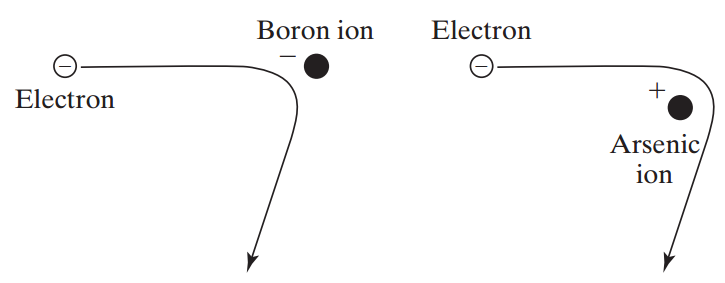 Boron ion
−
−
Electron
Electron
−
+
Arsenic
ion